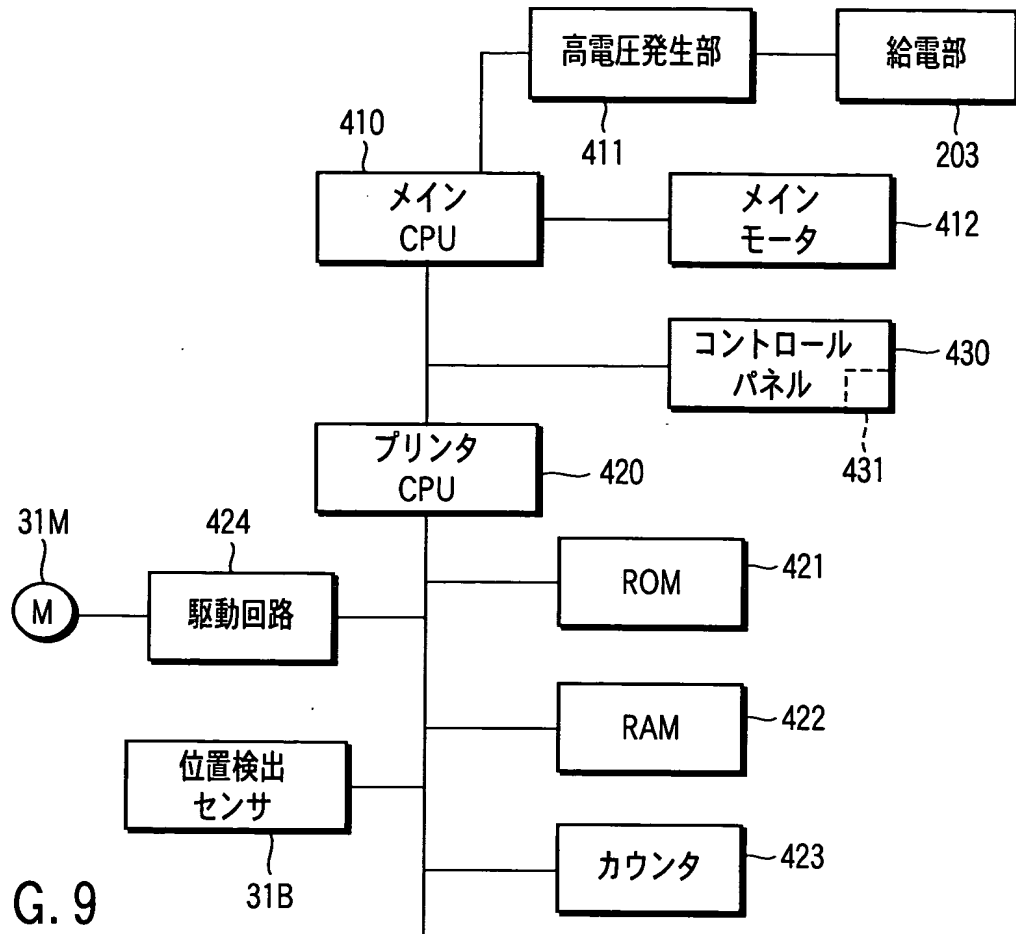 高電圧発生部
給電部
410
411
203
メイン
CPU
メイン
モータ
412
コントロール
パネル
430
431
プリンタ
CPU
420
31M
424
M
駆動回路
ROM
421
RAM
422
位置検出
センサ
31B
カウンタ
423
G. 9